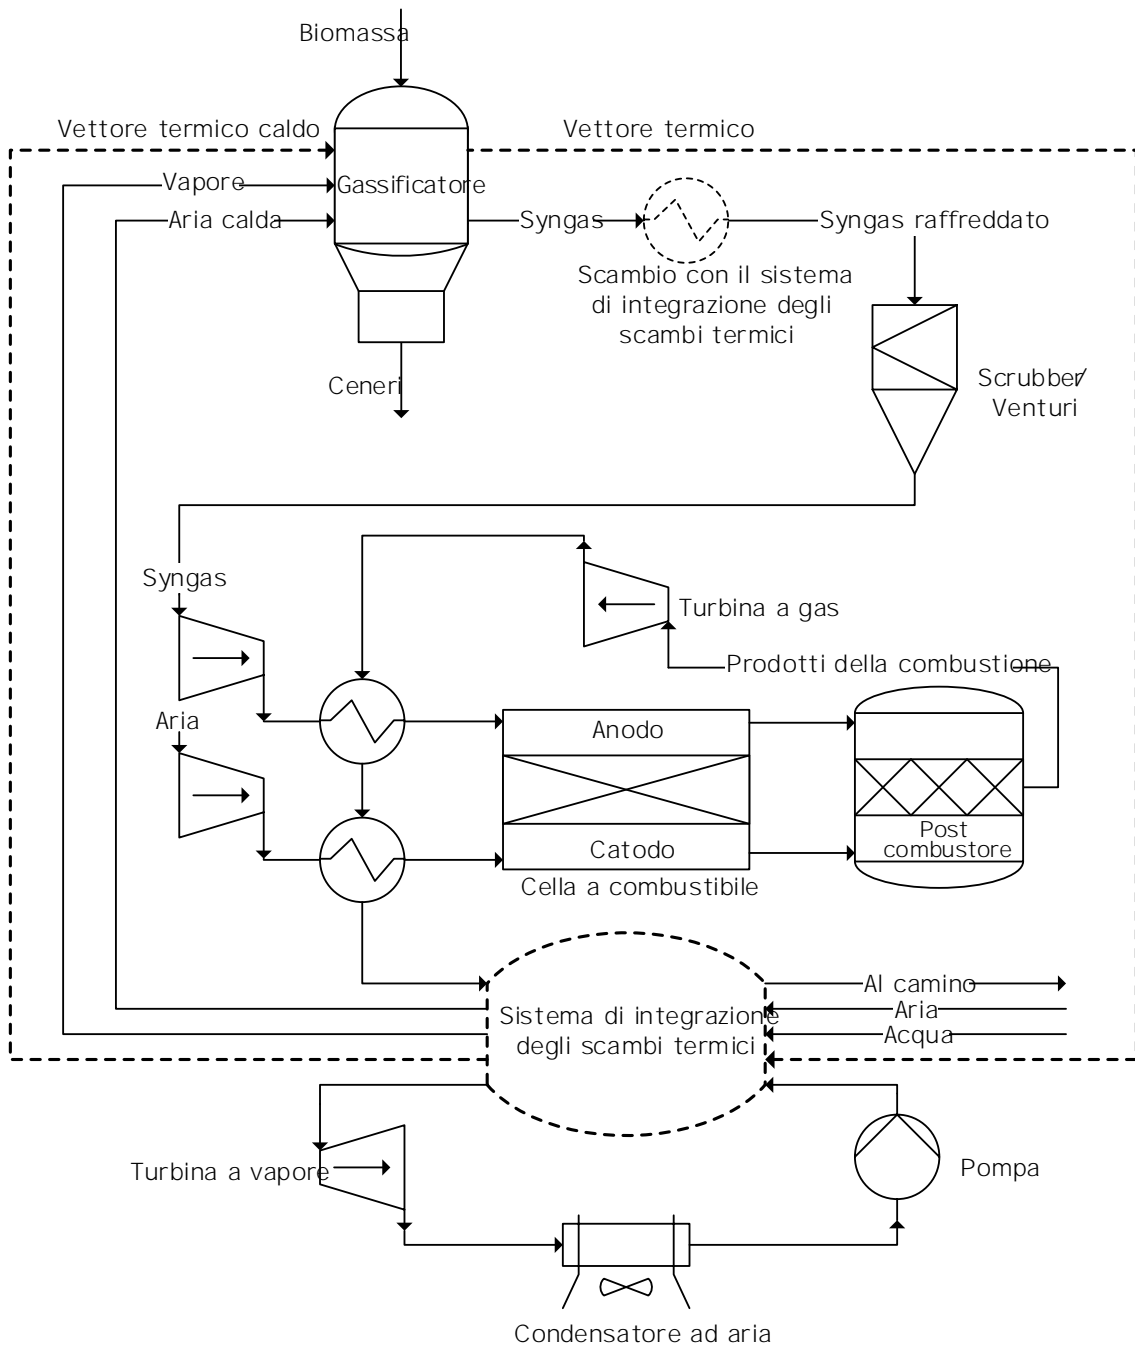 Biomassa
Vettore termico caldo
Vettore termico
Vapore
Gassificatore
Aria calda
Syngas
Syngas raffreddato
Scambio con il sistema
di integrazione degli
scambi termici
Ceneri
Scrubber/
Venturi
Syngas
Turbina a gas
Prodotti della combustione
Aria
Anodo
Catodo
Cella a combustibile
Post
combustore
Al camino
Aria
Acqua
Sistema di integrazione
degli scambi termici
Turbina a vapore
Pompa
Condensatore ad aria